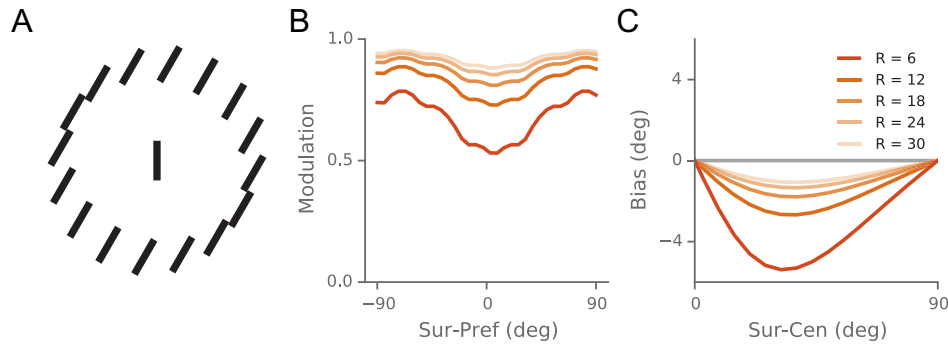 A
B
Modulation
1.0
0.5
0.0
−90
0
90
Sur-Pref (deg)
C
Bias (deg)
4
0
−4
0
90
Sur-Cen (deg)
R = 6
R = 12
R = 18
R = 24
R = 30